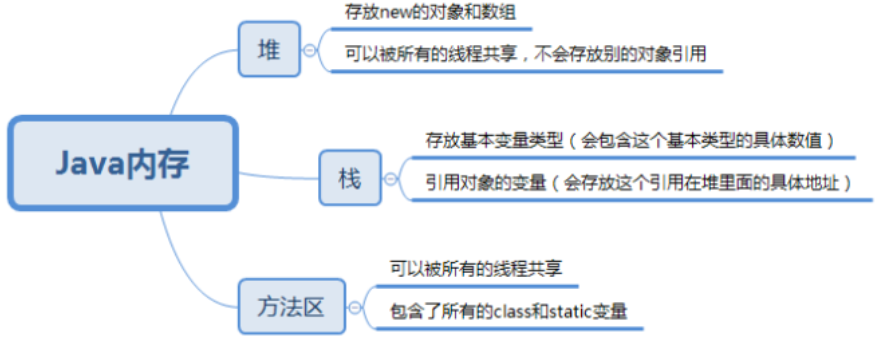 Java内存
堆
存放new的对象和数组
可以被所有的线程共享，不会存放别的对象引用
栈
存放基本变量类型（会包含这个基本类型的具体数值）
引用对象的变量（会存放这个引用在堆里面的具体地址）
方法区
可以被所有的线程共享
包含了所有的class和static变量